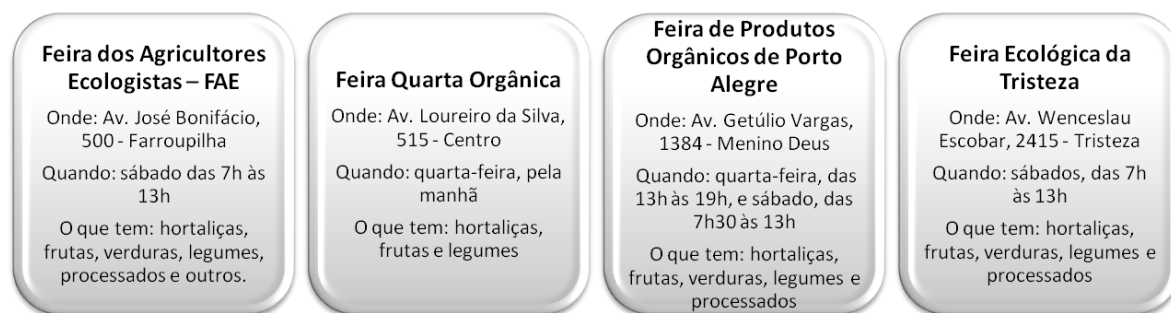 Feira dos Agricultores
Ecologistas – FAE
Onde: Av. José Bonifácio,
500 - Farroupilha
Quando: sábado das 7h às
13h
O que tem: hortaliças,
frutas, verduras, legumes,
processados e outros.
Feira Quarta Orgânica
Onde: Av. Loureiro da Silva,
515 - Centro
Quando: quarta-feira, pela
manhã
O que tem: hortaliças,
frutas e legumes
Feira de Produtos
Orgânicos de Porto
Alegre
Onde: Av. Getúlio Vargas,
1384 - Menino Deus
Quando: quarta-feira, das
13h às 19h, e sábado, das
7h30 às 13h
O que tem: hortaliças,
frutas, verduras, legumes e
processados
Feira Ecológica da
Tristeza
Onde: Av. Wenceslau
Escobar, 2415 - Tristeza
Quando: sábados, das 7h
às 13h
O que tem: hortaliças,
frutas, verduras, legumes e
processados